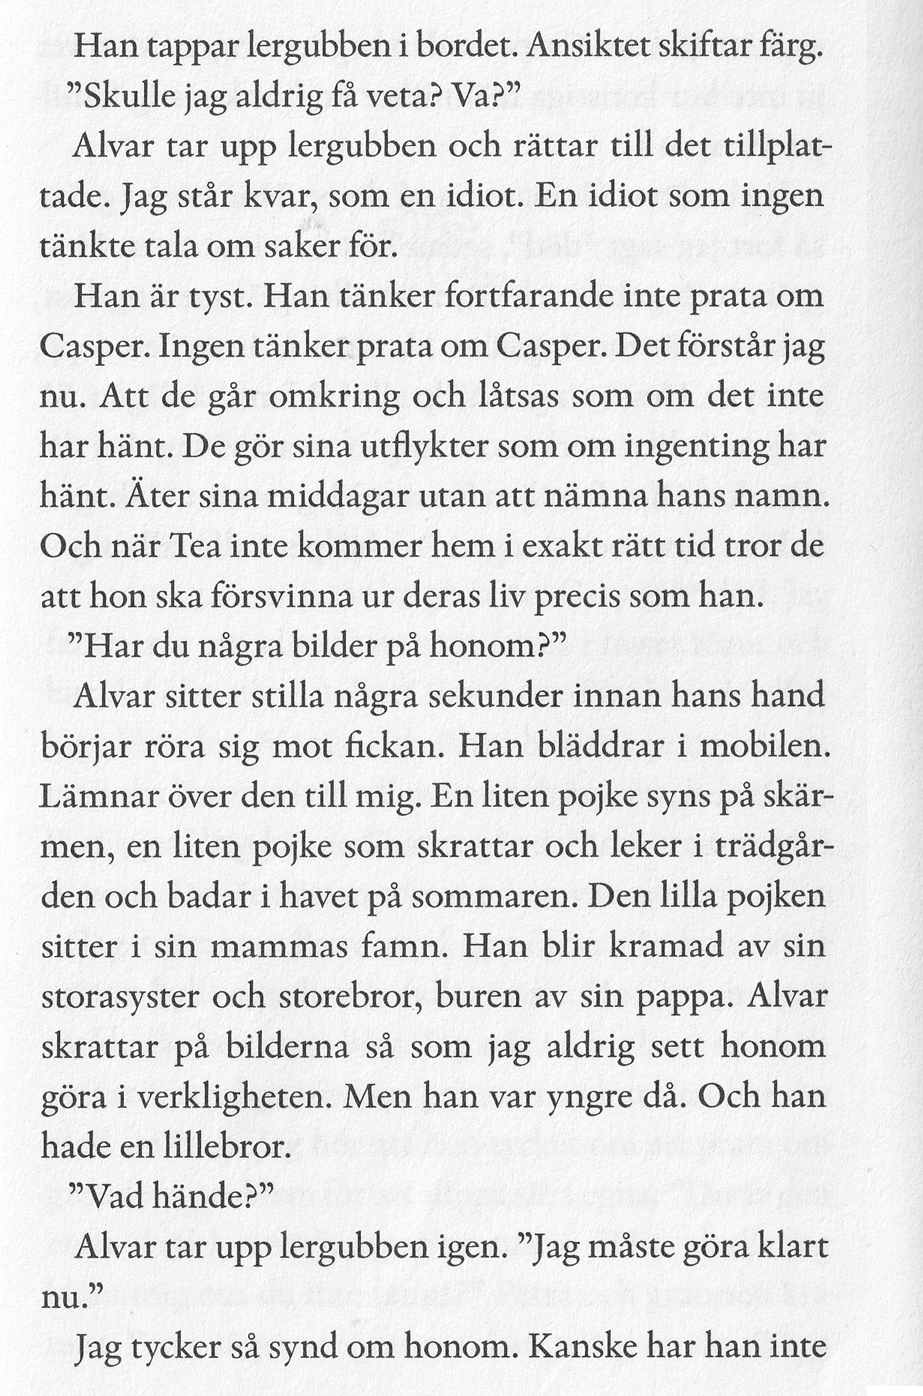 Han tappar lergubben i bordet. Ansiktet skiftar färg.
”Skulle jag aldrig få veta? Va?”
Alvar tar upp lergubben och rättar till det tillplat-
tade. Jag står kvar, som en idiot. En idiot som ingen
tänkte tala om saker för.
Han är tyst. Han tänker fortfarande inte prata om
Casper. Ingen tänker prata om Casper. Det förstår jag
nu. Att de går omkring och låtsas som om det inte
har hänt. De gör sina utflykter som om ingenting har
hänt. Äter sina middagar utan att nämna hans namn.
Och när Tea inte kommer hem i exakt rätt tid tror de
att hon ska försvinna ur deras liv precis som han.
”Har du några bilder på honom?”
Alvar sitter stilla några sekunder innan hans hand
börjar röra sig mot fickan. Han bläddrar i mobilen.
Lämnar över den till mig. En liten pojke syns på skär-
men, en liten pojke som skrattar och leker i trädgår-
den och badar i havet på sommaren. Den lilla pojken
sitter i sin mammas famn. Han blir kramad av sin
storasyster och storebror, buren av sin pappa. Alvar
skrattar på bilderna så som jag aldrig sett honom
göra i verkligheten. Men han var yngre då. Och han
hade en lillebror.
”Vad hände?”
Alvar tar upp lergubben igen. ”Jag måste göra klart
nu.”
Jag tycker så synd om honom. Kanske har han inte